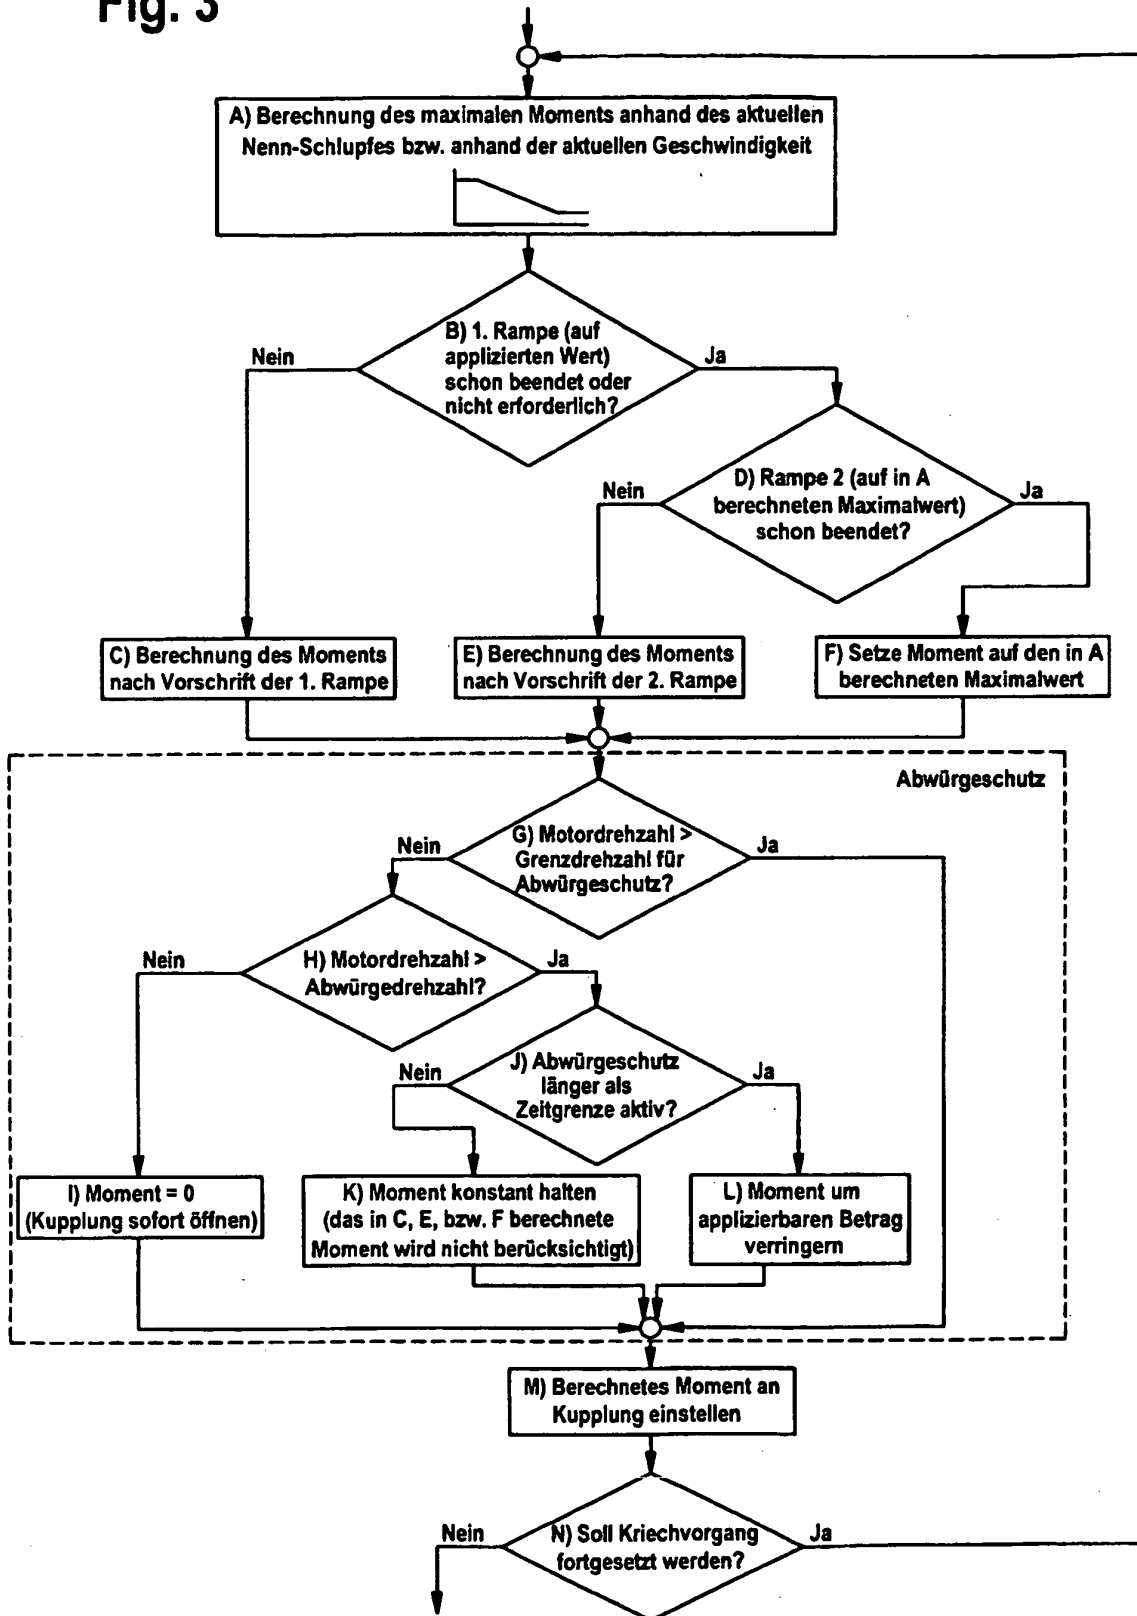 Fig. 3
A) Berechnung des maximalen Moments anhand des aktuellen
Nenn-Schlupfes bzw. anhand der aktuellen Geschwindigkeit
B) 1. Rampe (auf
applizierten Wert)
schon beendet oder
nicht erforderlich?
Nein
Ja
D) Rampe 2 (auf in A
berechneten Maximalwert)
schon beendet?
Nein
Ja
C) Berechnung des Moments
nach Vorschrift der 1. Rampe
E) Berechnung des Moments
nach Vorschrift der 2. Rampe
F) Setze Moment auf den in A
berechneten Maximalwert
Abwürgeschutz
G) Motordrehzahl >
Grenzdrehzahl für
Abwürgeschutz?
Nein
Ja
H) Motordrehzahl >
Abwürgedrehzahl?
Nein
Ja
J) Abwürgeschutz
länger als
Zeitgrenze aktiv?
Nein
Ja
I) Moment = 0
(Kupplung sofort öffnen)
K) Moment konstant halten
(das in C, E, bzw. F berechnete
Moment wird nicht berücksichtigt)
L) Moment um
applizierbaren Betrag
verringern
M) Berechnetes Moment an
Kupplung einstellen
N) Soll Kriechvorgang
fortgesetzt werden?
Nein
Ja